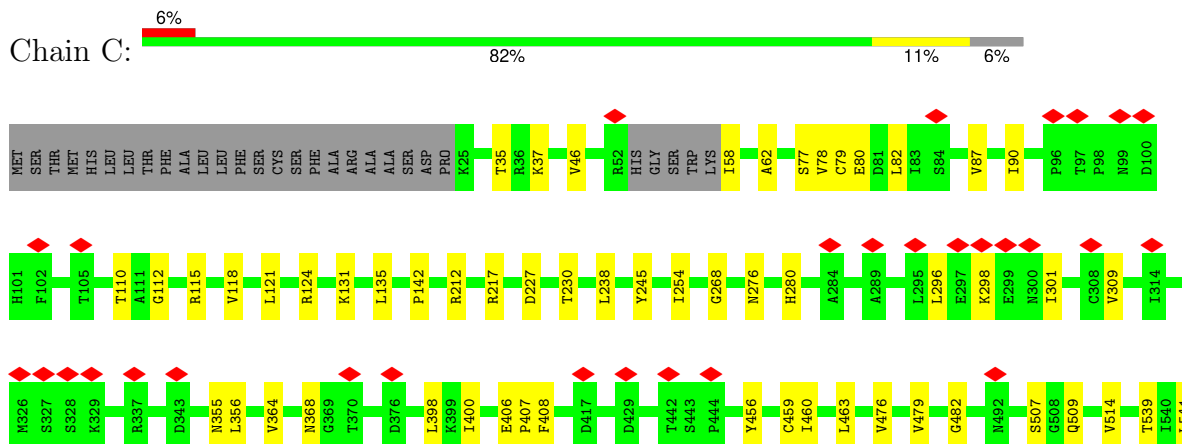 Chain C:
6%
82%
11%
6%
MET SER THR MET HIS LEU LEU THR PHE ALA LEU LEU PHE SER CYS SER PHE ALA ARG ALA ALA SER ASP PRO K25 T35 R36 K37 V46 R52 HIS GLY SER TRP LYS I58 A62 S77 V78 C79 E80 D81 L82 I83 S84 V87 I90 P96 T97 P98 N99 D100
H101 F102 T105 T110 A111 G112 R115 V118 L121 R124 K131 L135 P142 R212 R217 D227 T230 L238 Y245 I254 G268 N276 H280 A284 A289 L295 L296 E297 K298 E299 N300 I301 C308 V309 I314
M326 S327 S328 K329 R337 D343 N355 L356 V364 N368 G369 T370 D376 L398 K399 I400 E406 P407 F408 D417 D429 T442 S443 P444 Y456 C459 I460 L463 V476 V479 G482 N492 S507 G508 Q509 V514 T539 I540